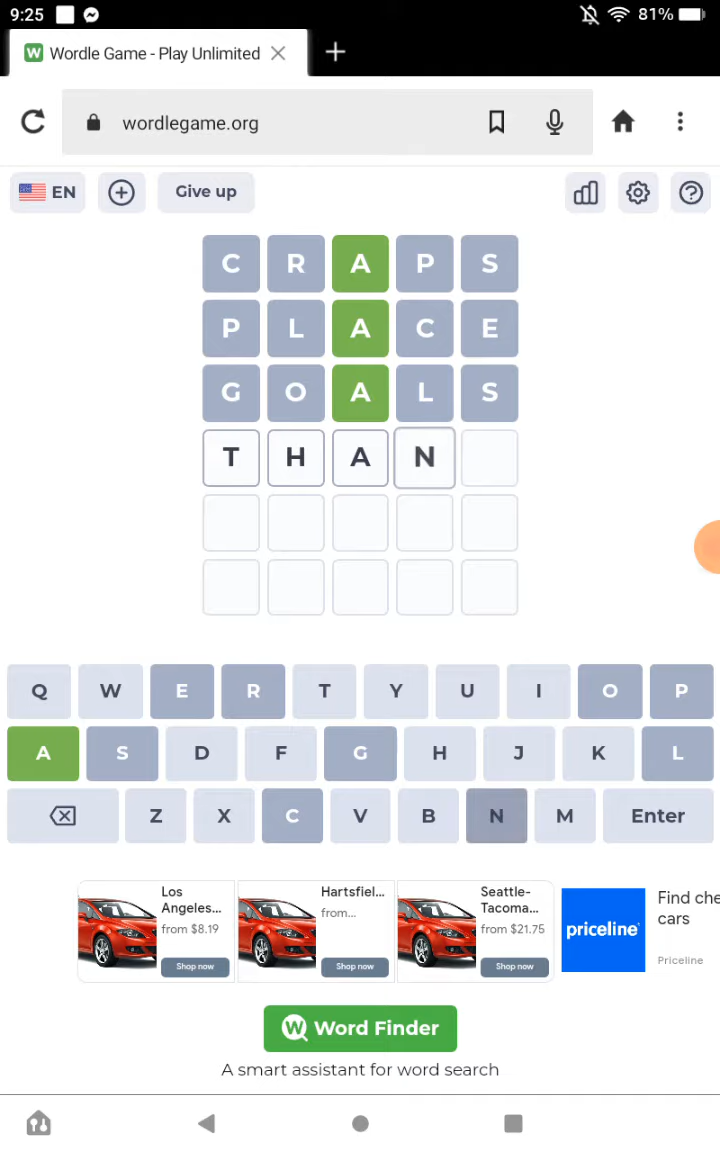 9:25 81%
W Wordle Game - Play Unlimited
wordlegame.org
EN Give up
C R A P S
P L A C E
G O A L S
T H A N
Q W E R T Y U I O P
A S D F G H J K L
Z X C V B N M Enter
Los Angeles...
from $8.19
Shop now
Hartsfiel...
from...
Shop now
Seattle-
Tacoma...
from $21.75
Shop now
priceline
Find che
cars
Priceline
W Word Finder
A smart assistant for word search